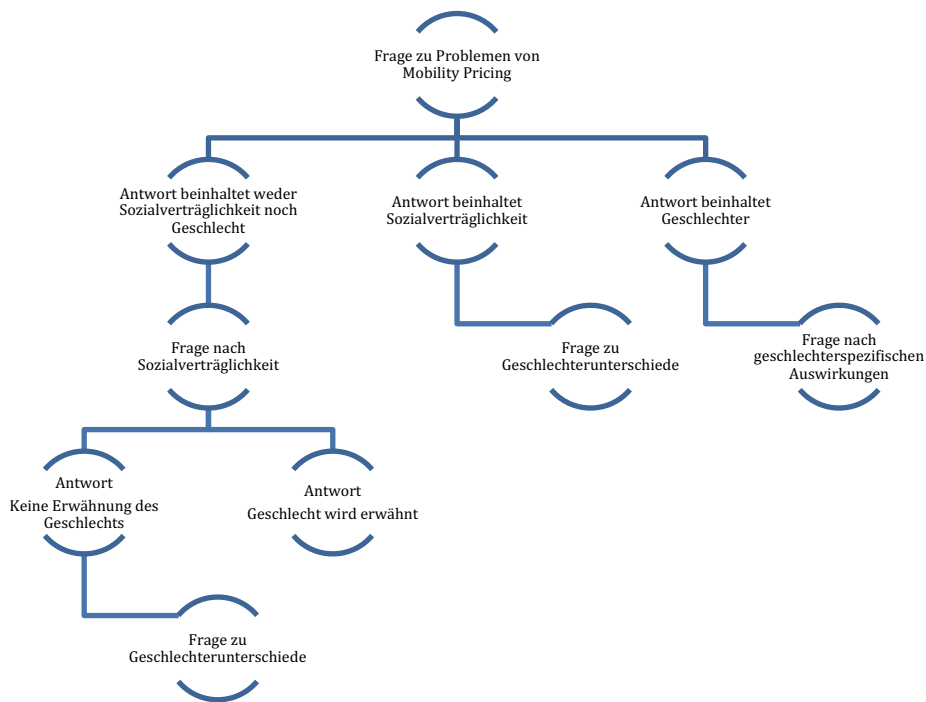 Frage zu Problemen von
Mobility Pricing
Antwort beinhaltet weder
Sozialverträglichkeit noch
Geschlecht
Antwort beinhaltet
Sozialverträglichkeit
Antwort beinhaltet
Geschlechter
Frage nach
Sozialverträglichkeit
Frage zu
Geschlechterunterschiede
Frage nach
geschlechterspezifischen
Auswirkungen
Antwort
Keine Erwähnung des
Geschlechts
Antwort
Geschlecht wird erwähnt
Frage zu
Geschlechterunterschiede